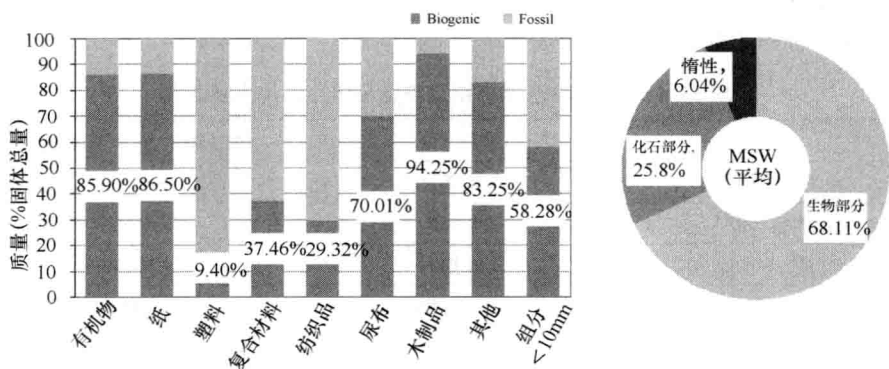 Biogenic Fossil
质量(%固体总量)
100
90
80
70
60
50
40
30
20
10
0
85.90%
86.50%
9.40%
37.46%
29.32%
70.01%
94.25%
83.25%
58.28%
有机物
纸
塑料
复合材料
纺织品
尿布
木制品
其他
组分
<10mm
惰性,
6.04%
化石部分,
25.8%
MSW
(平均)
生物部分
68.11%